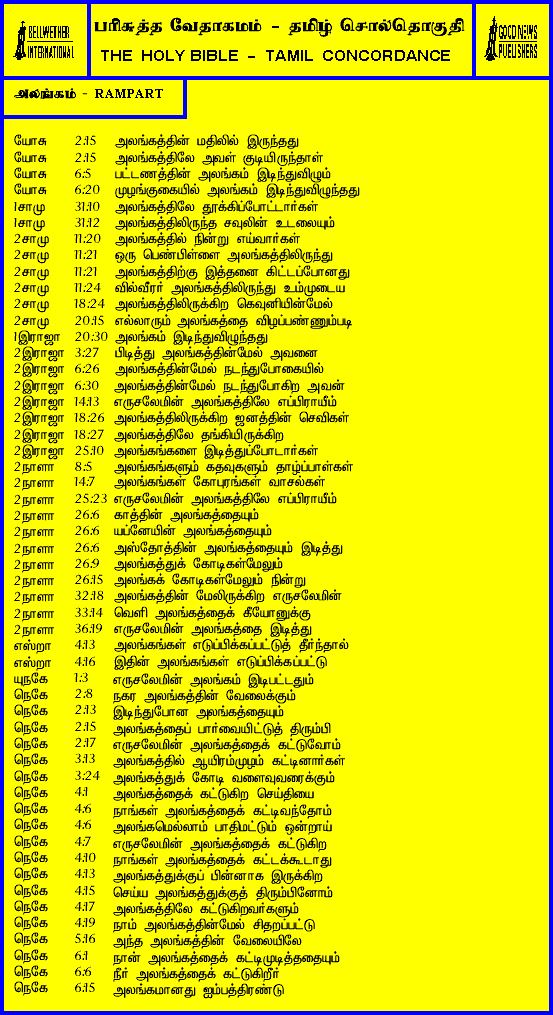 BELLWETHER
INTERNATIONAL
பரிசுத்த வேதாகமம் - தமிழ் சொல்தொகுதி
THE HOLY BIBLE - TAMIL CONCORDANCE
GOOD NEWS
PUBLISHERS
அலங்கம் - RAMPART
யோசு 2:15 அலங்கத்தின் மதிலில் இருந்தது
யோசு 2:15 அலங்கத்திலே அவள் குடியிருந்தாள்
யோசு 6:5 பட்டணத்தின் அலங்கம் இடிந்துவிழும்
யோசு 6:20 முழங்குகையில் அலங்கம் இடிந்துவிழுந்தது
1சாமு 31:10 அலங்கத்திலே தூக்கிப்போட்டார்கள்
1சாமு 31:12 அலங்கத்திலிருந்த சவுலின் உடலையும்
2சாமு 11:20 அலங்கத்தில் நின்று எய்வார்கள்
2சாமு 11:21 ஒரு பெண்பிள்ளை அலங்கத்திலிருந்து
2சாமு 11:21 அலங்கத்திற்கு இத்தனை கிட்டப்போனது
2சாமு 11:24 வில்வீரர் அலங்கத்திலிருந்து உம்முடைய
2சாமு 18:24 அலங்கத்திலிருக்கிற கெவுனியின்மேல்
2சாமு 20:15 எல்லாரும் அலங்கத்தை விழப்பண்ணும்படி
1இராஜா 20:30 அலங்கம் இடிந்துவிழுந்தது
2இராஜா 3:27 பிடித்து அலங்கத்தின்மேல் அவனை
2இராஜா 6:26 அலங்கத்தின்மேல் நடந்துபோகையில்
2இராஜா 6:30 அலங்கத்தின்மேல் நடந்துபோகிற அவன்
2இராஜா 14:13 எருசலேமின் அலங்கத்திலே எப்பிராயீம்
2இராஜா 18:26 அலங்கத்திலிருக்கிற ஜனத்தின் செவிகள்
2இராஜா 18:27 அலங்கத்திலே தங்கியிருக்கிற
2இராஜா 25:10 அலங்கங்களை இடித்துப்போடார்கள்
2நாளா 8:5 அலங்கங்களும் கதவுகளும் தாழ்ப்பாள்கள்
2நாளா 14:7 அலங்கங்கள் கோபுரங்கள் வாசல்கள்
2நாளா 25:23 எருசலேமின் அலங்கத்திலே எப்பிராயீம்
2நாளா 26:6 காத்தின் அலங்கத்தையும்
2நாளா 26:6 யப்னேயின் அலங்கத்தையும்
2நாளா 26:6 அஸ்தோத்தின் அலங்கத்தையும் இடித்து
2நாளா 26:9 அலங்கத்துக் கோடிகள்மேலும்
2நாளா 26:15 அலங்கக் கோடிகள்மேலும் நின்று
2நாளா 32:18 அலங்கத்தின் மேலிருக்கிற எருசலேமின்
2நாளா 33:14 வெளி அலங்கத்தைக் கீயோனுக்கு
2நாளா 36:19 எருசலேமின் அலங்கத்தை இடித்து
எஸ்றா 4:13 அலங்கங்கள் எடுப்பிக்கப்பட்டுத் தீர்ந்தால்
எஸ்றா 4:16 இதின் அலங்கங்கள் எடுப்பிக்கப்பட்டு
யுநகே 1:3 எருசலேமின் அலங்கம் இடிபட்டதும்
நெகே 2:8 நகர அலங்கத்தின் வேலைக்கும்
நெகே 2:13 இடிந்துபோன அலங்கத்தையும்
நெகே 2:15 அலங்கத்தைப் பார்வையிட்டுத் திரும்பி
நெகே 2:17 எருசலேமின் அலங்கத்தைக் கட்டுவோம்
நெகே 3:13 அலங்கத்தில் ஆயிரம்முழம் கட்டினார்கள்
நெகே 3:24 அலங்கத்துக் கோடி வளைவுவரைக்கும்
நெகே 4:1 அலங்கத்தைக் கட்டுகிற செய்தியை
நெகே 4:6 நாங்கள் அலங்கத்தைக் கட்டிவந்தோம்
நெகே 4:6 அலங்கமெல்லாம் பாதிமட்டும் ஒன்றாய்
நெகே 4:7 எருசலேமின் அலங்கத்தைக் கட்டுகிற
நெகே 4:10 நாங்கள் அலங்கத்தைக் கட்டக்கூடாது
நெகே 4:13 அலங்கத்துக்குப் பின்னாக இருக்கிற
நெகே 4:15 செய்ய அலங்கத்துக்குத் திரும்பினோம்
நெகே 4:17 அலங்கத்திலே கட்டுகிறவர்களும்
நெகே 4:19 நாம் அலங்கத்தின்மேல் சிதறப்பட்டு
நெகே 5:16 அந்த அலங்கத்தின் வேலையிலே
நெகே 6:1 நான் அலங்கத்தைக் கட்டிமுடித்ததையும்
நெகே 6:6 நீர் அலங்கத்தைக் கட்டுகிறீர்
நெகே 6:15 அலங்கமானது ஐம்பத்திரண்டு